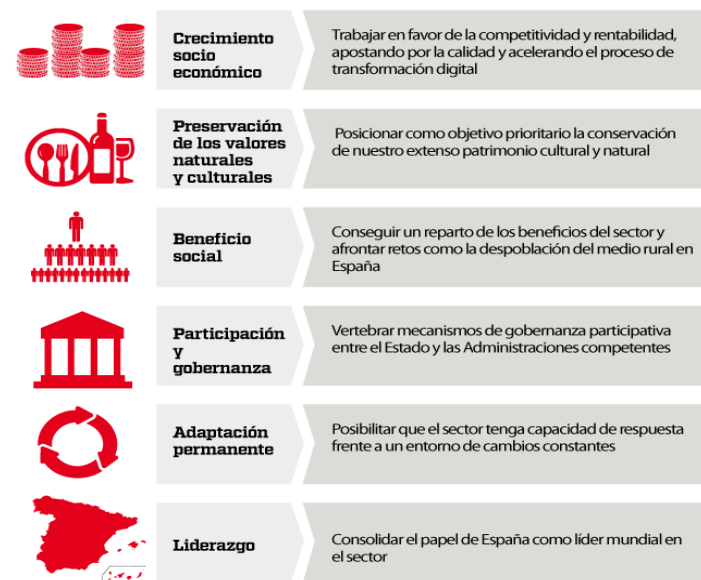 Crecimiento
socio
económico
Trabajar en favor de la competitividad y rentabilidad,
apostando por la calidad y acelerando el proceso de
transformación digital
Preservación
de los valores
naturales
y culturales
Posicionar como objetivo prioritario la conservación
de nuestro extenso patrimonio cultural y natural
Beneficio
social
Conseguir un reparto de los beneficios del sector y
afrontar retos como la despoblación del medio rural en
España
Participación
y
gobernanza
Vertebrar mecanismos de gobernanza participativa
entre el Estado y las Administraciones competentes
Adaptación
permanente
Posibilitar que el sector tenga capacidad de respuesta
frente a un entorno de cambios constantes
Liderazgo
Consolidar el papel de España como líder mundial en
el sector